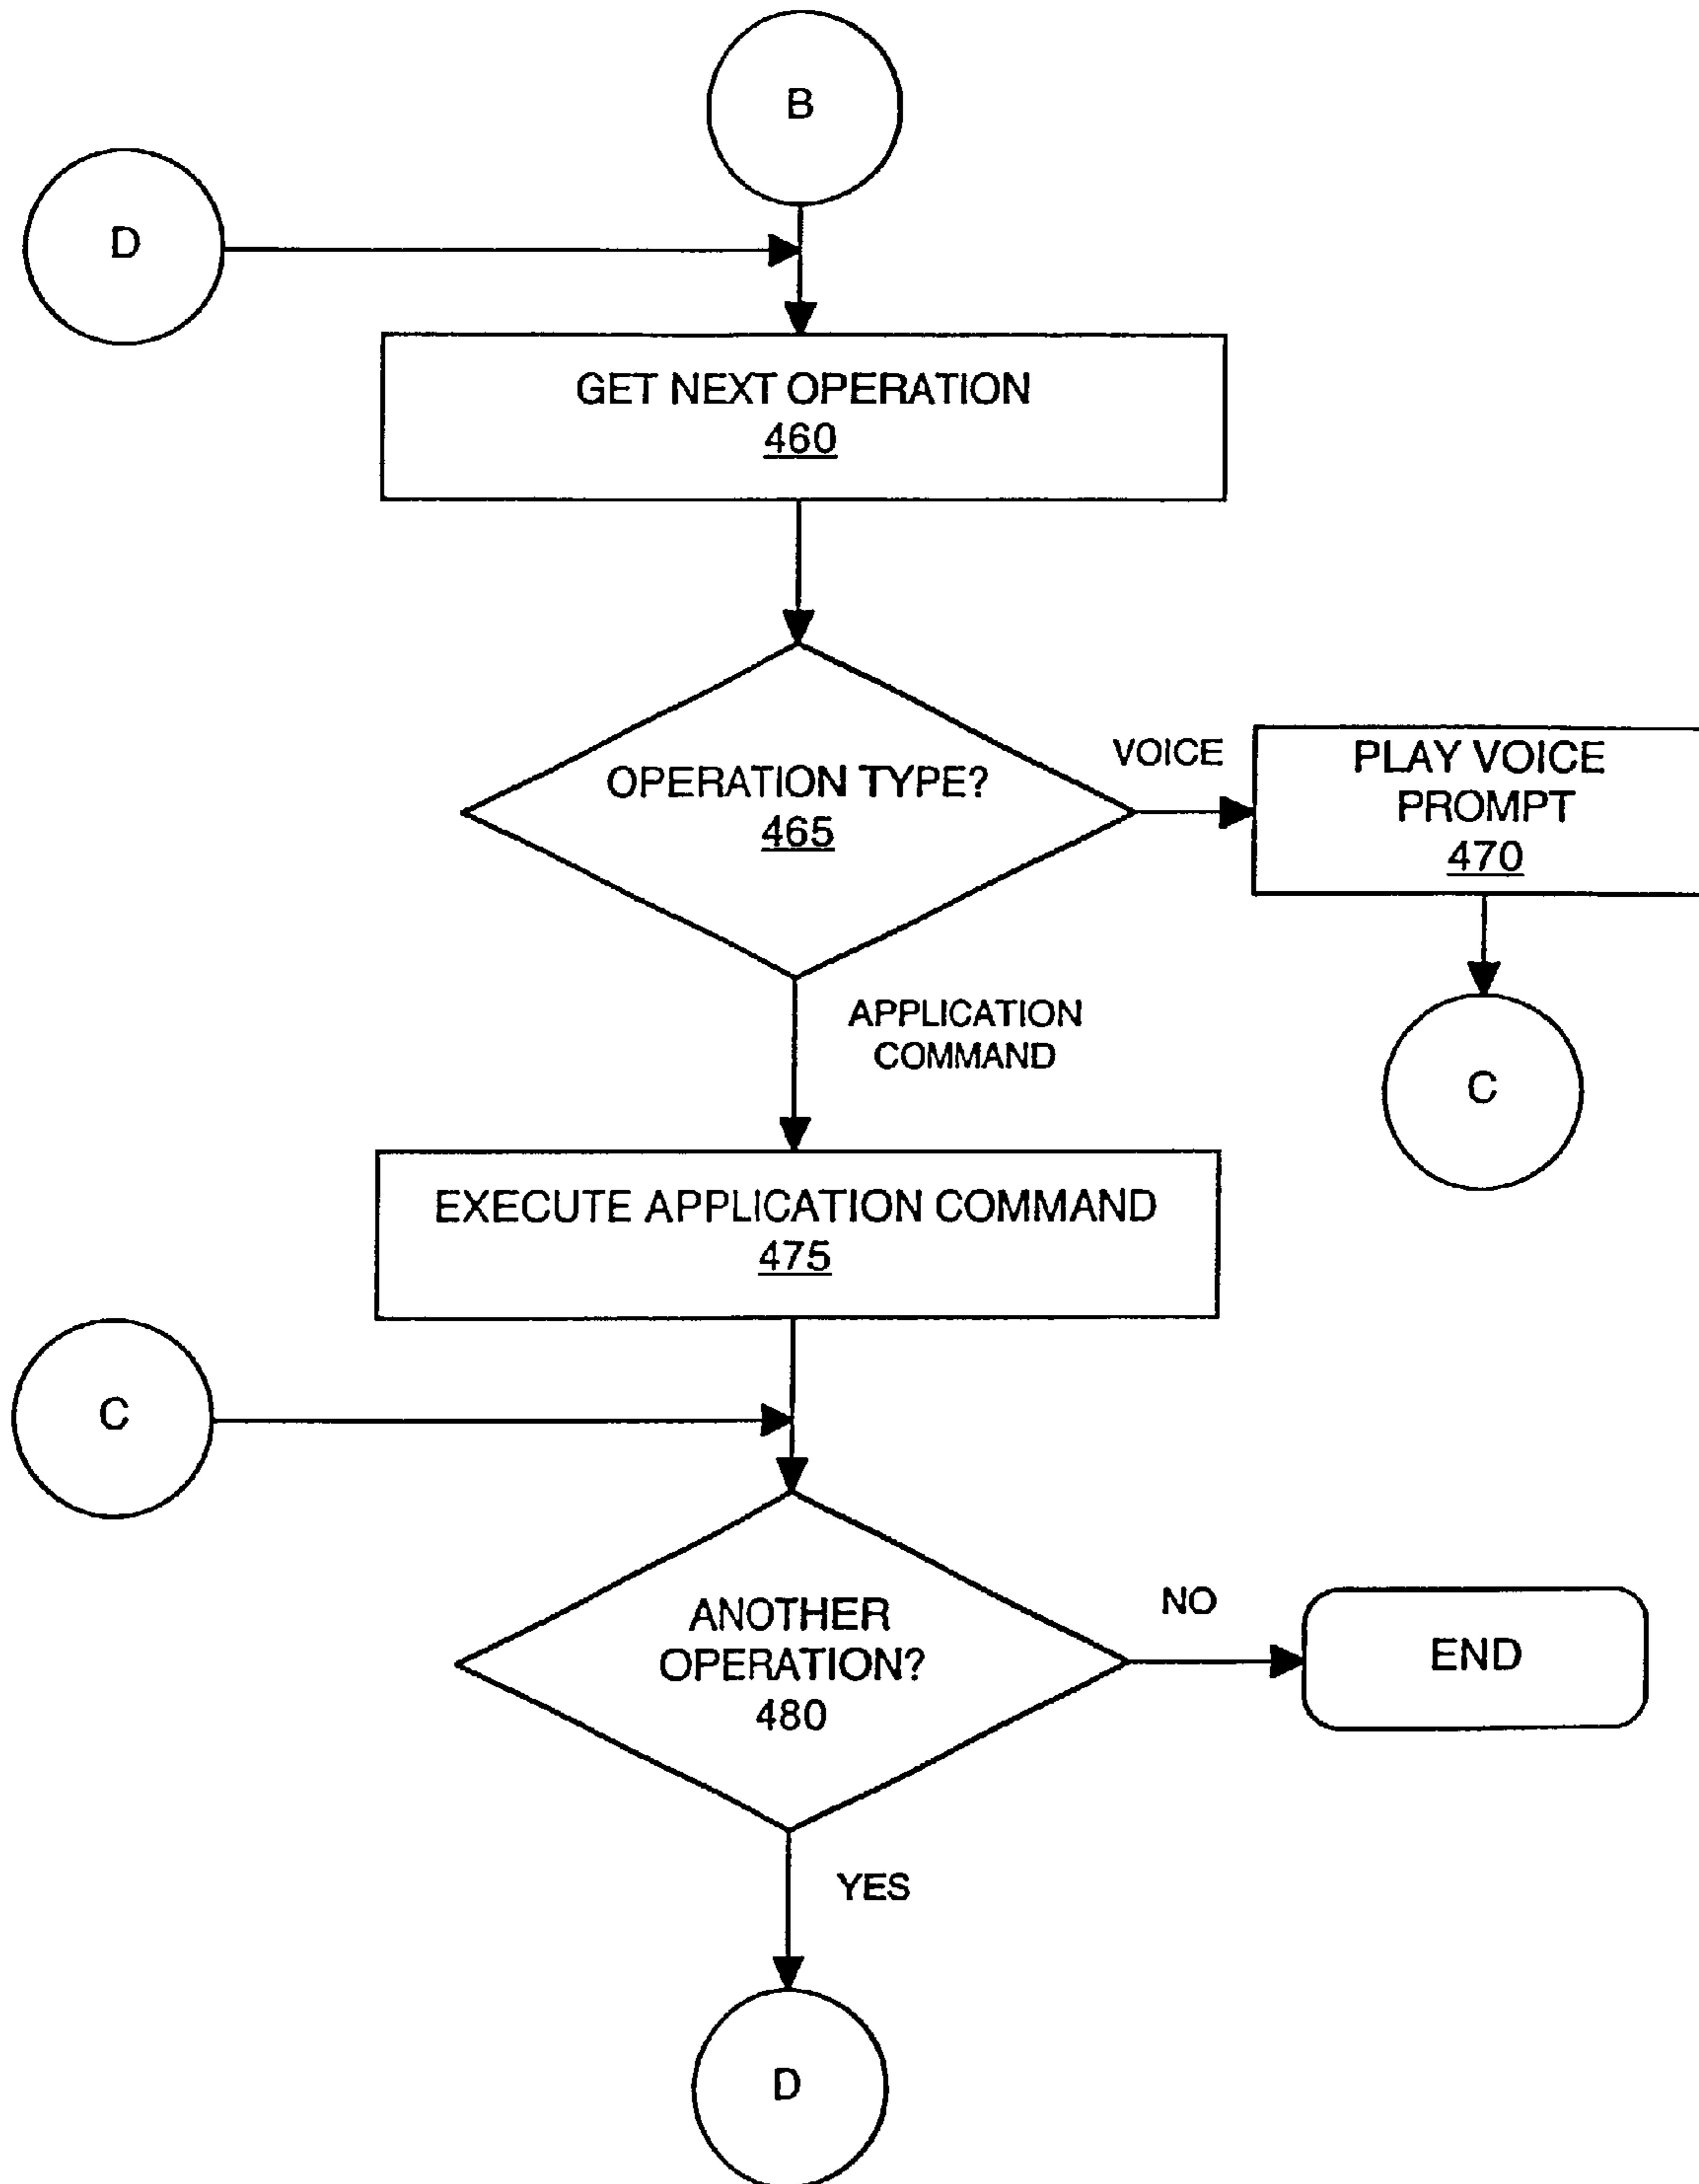 B
D
GET NEXT OPERATION
460
OPERATION TYPE?
465
VOICE
PLAY VOICE
PROMPT
470
APPLICATION
COMMAND
C
EXECUTE APPLICATION COMMAND
475
C
ANOTHER
OPERATION?
480
NO
END
YES
D